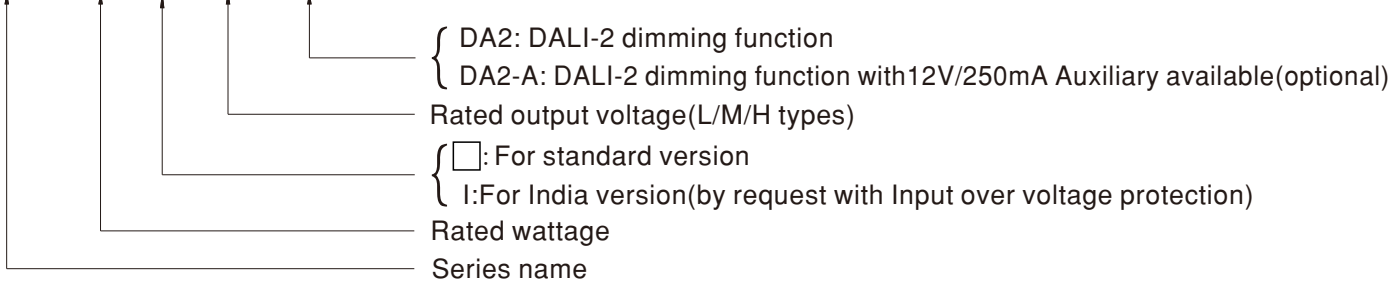 DA2: DALI-2 dimming function
DA2-A: DALI-2 dimming function with12V/250mA Auxiliary available(optional)
Rated output voltage(L/M/H types)
□: For standard version
I:For India version(by request with Input over voltage protection)
Rated wattage
Series name